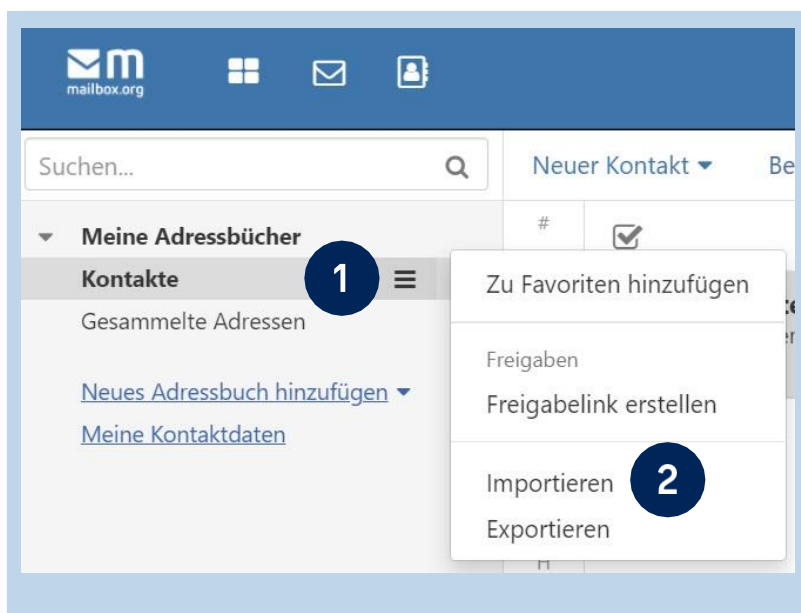 mailbox.org
Suchen...
Neuer Kontakt
Be
Meine Adressbücher
#
Kontakte
1
Zu Favoriten hinzufügen
Gesammelte Adressen
Freigaben
Neues Adressbuch hinzufügen
Freigabelink erstellen
Meine Kontaktdaten
Importieren
2
Exportieren
H